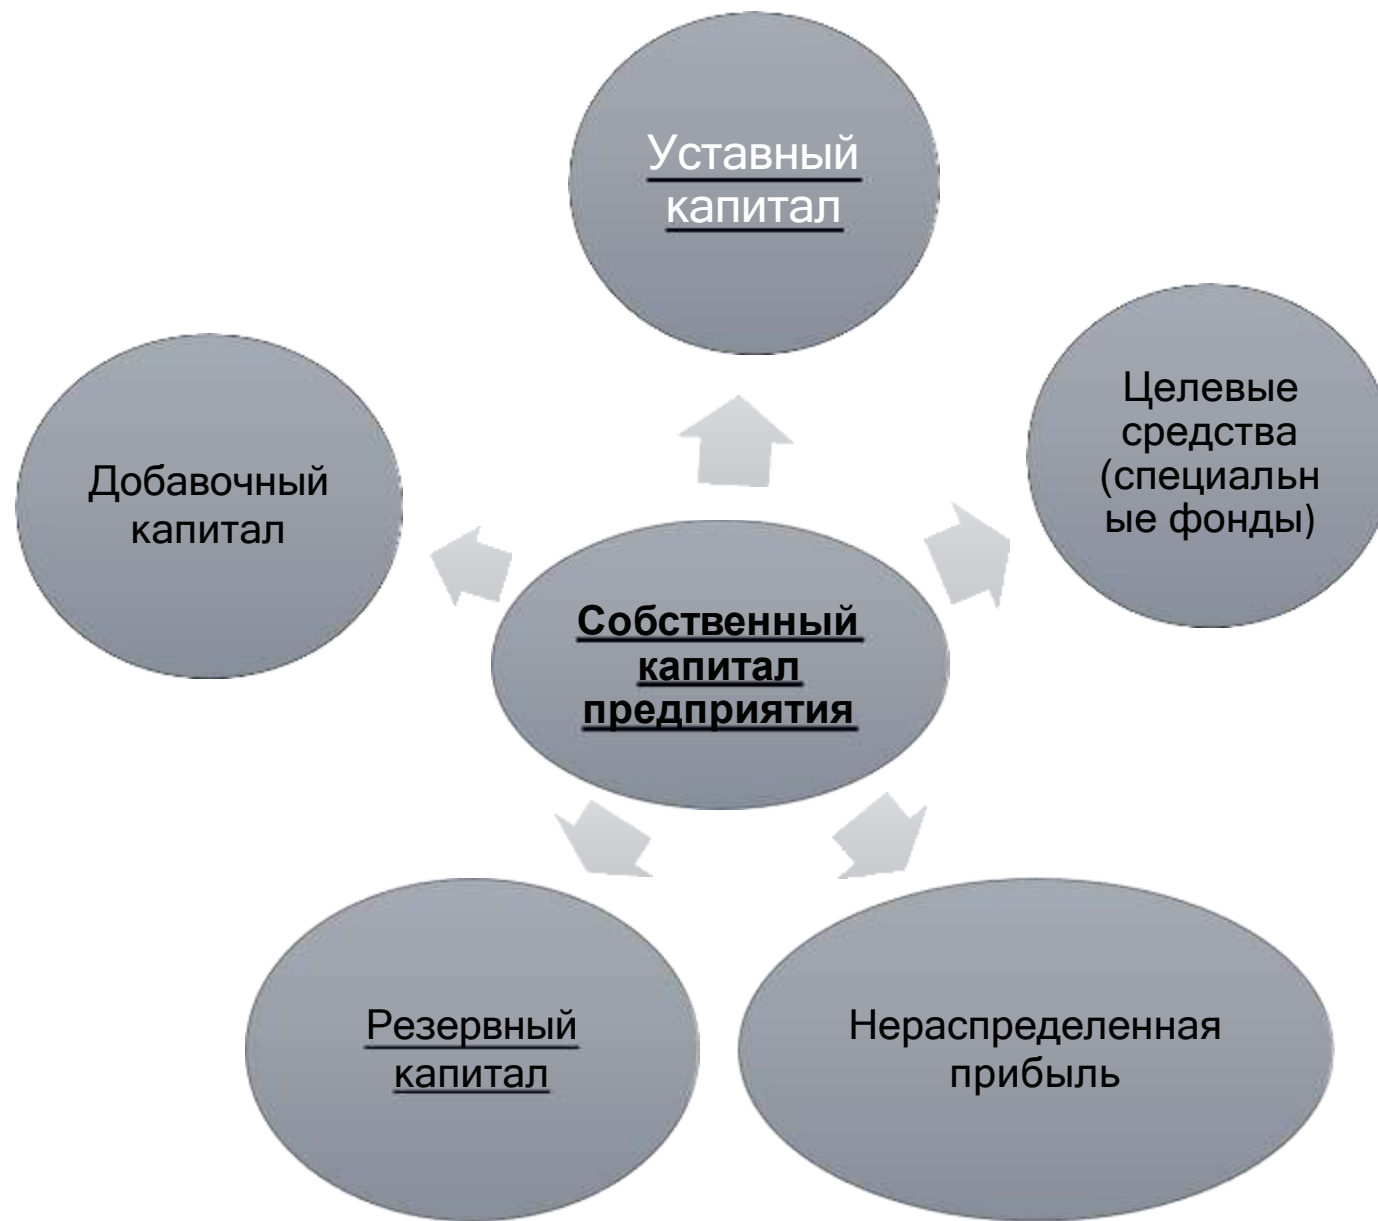 Уставный
капитал
Целевые
средства
(специальн
ые фонды)
Добавочный
капитал
Собственный
капитал
предприятия
Резервный
капитал
Нераспределенная
прибыль